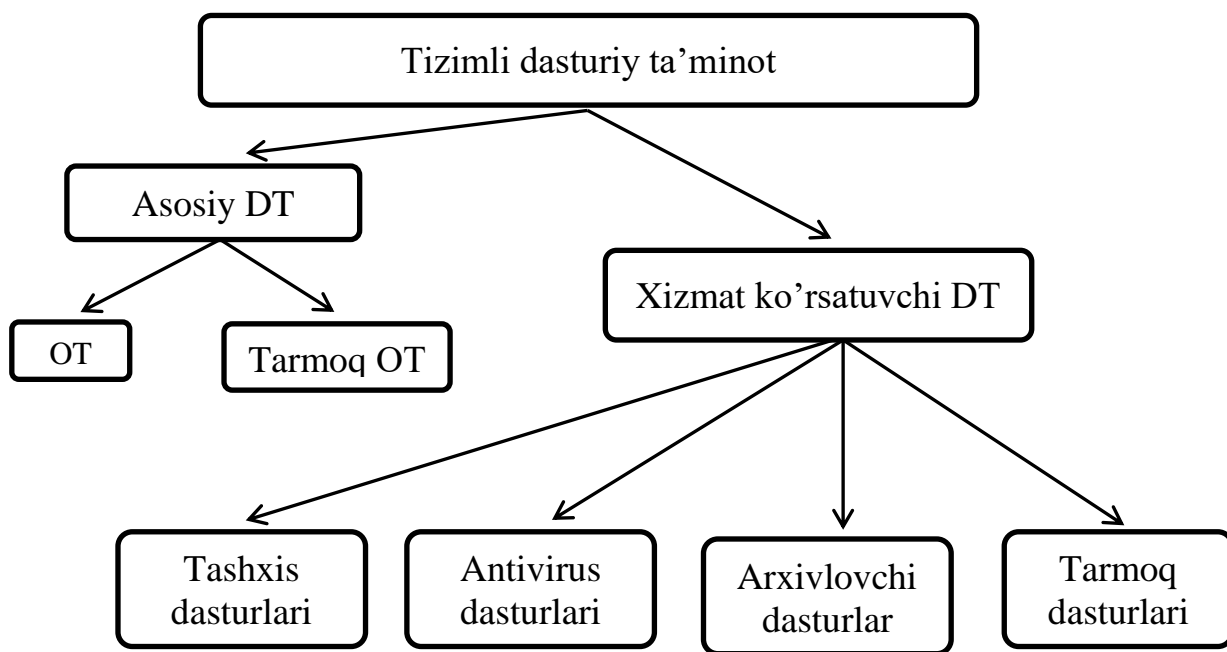 Tizimli dasturiy ta’minot
Asosiy DT
Xizmat ko’rsatuvchi DT
OT
Tarmoq OT
Tashxis
dasturlari
Antivirus
dasturlari
Arxivlovchi
dasturlar
Tarmoq
dasturlari